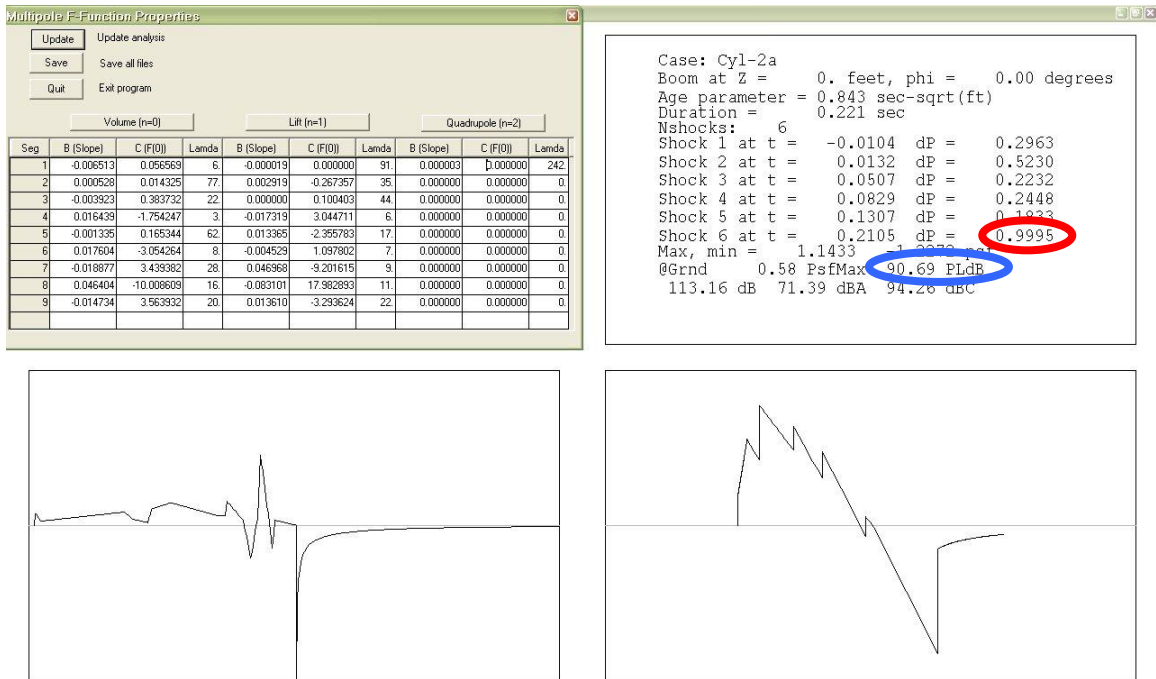 Multipole F-Function Properties
Update Update analysis
Save Save all files
Quit Exit program
Volume (n=0) Lift (n=1) Quadrupole (n=2)
Seg B (Slope) C (F(0)) Lamda B (Slope) C (F(0)) Lamda B (Slope) C (F(0)) Lamda
1 -0.006513 0.056569 6. -0.000019 0.000000 91. 0.000003 0.000000 242.
2 0.000528 0.014325 77. 0.002919 -0.267357 35. 0.000000 0.000000 0.
3 -0.003923 0.383732 22. 0.000000 0.100403 44. 0.000000 0.000000 0.
4 0.016439 -1.754247 3. -0.017319 3.044711 6. 0.000000 0.000000 0.
5 -0.001335 0.165344 62. 0.013365 -2.355783 17. 0.000000 0.000000 0.
6 0.017604 -3.054264 8. -0.004529 1.097802 7. 0.000000 0.000000 0.
7 -0.018877 3.439382 28. 0.046968 -9.201615 9. 0.000000 0.000000 0.
8 0.046404 -10.008609 16. -0.083101 17.982893 11. 0.000000 0.000000 0.
9 -0.014734 3.563932 20. 0.013610 -3.293624 22. 0.000000 0.000000 0.
Case: Cyl-2a
Boom at Z = 0. feet, phi = 0.00 degrees
Age parameter = 0.843 sec-sqrt(ft)
Duration = 0.221 sec
Nshocks: 6
Shock 1 at t = -0.0104 dP = 0.2963
Shock 2 at t = 0.0132 dP = 0.5230
Shock 3 at t = 0.0507 dP = 0.2232
Shock 4 at t = 0.0829 dP = 0.2448
Shock 5 at t = 0.1307 dP = 0.1833
Shock 6 at t = 0.2105 dP = 0.9995
Max, min = 1.1433
@Grnd 0.58 PsfMax 90.69 PLdB
113.16 dB 71.39 dBA 94.26 dBC